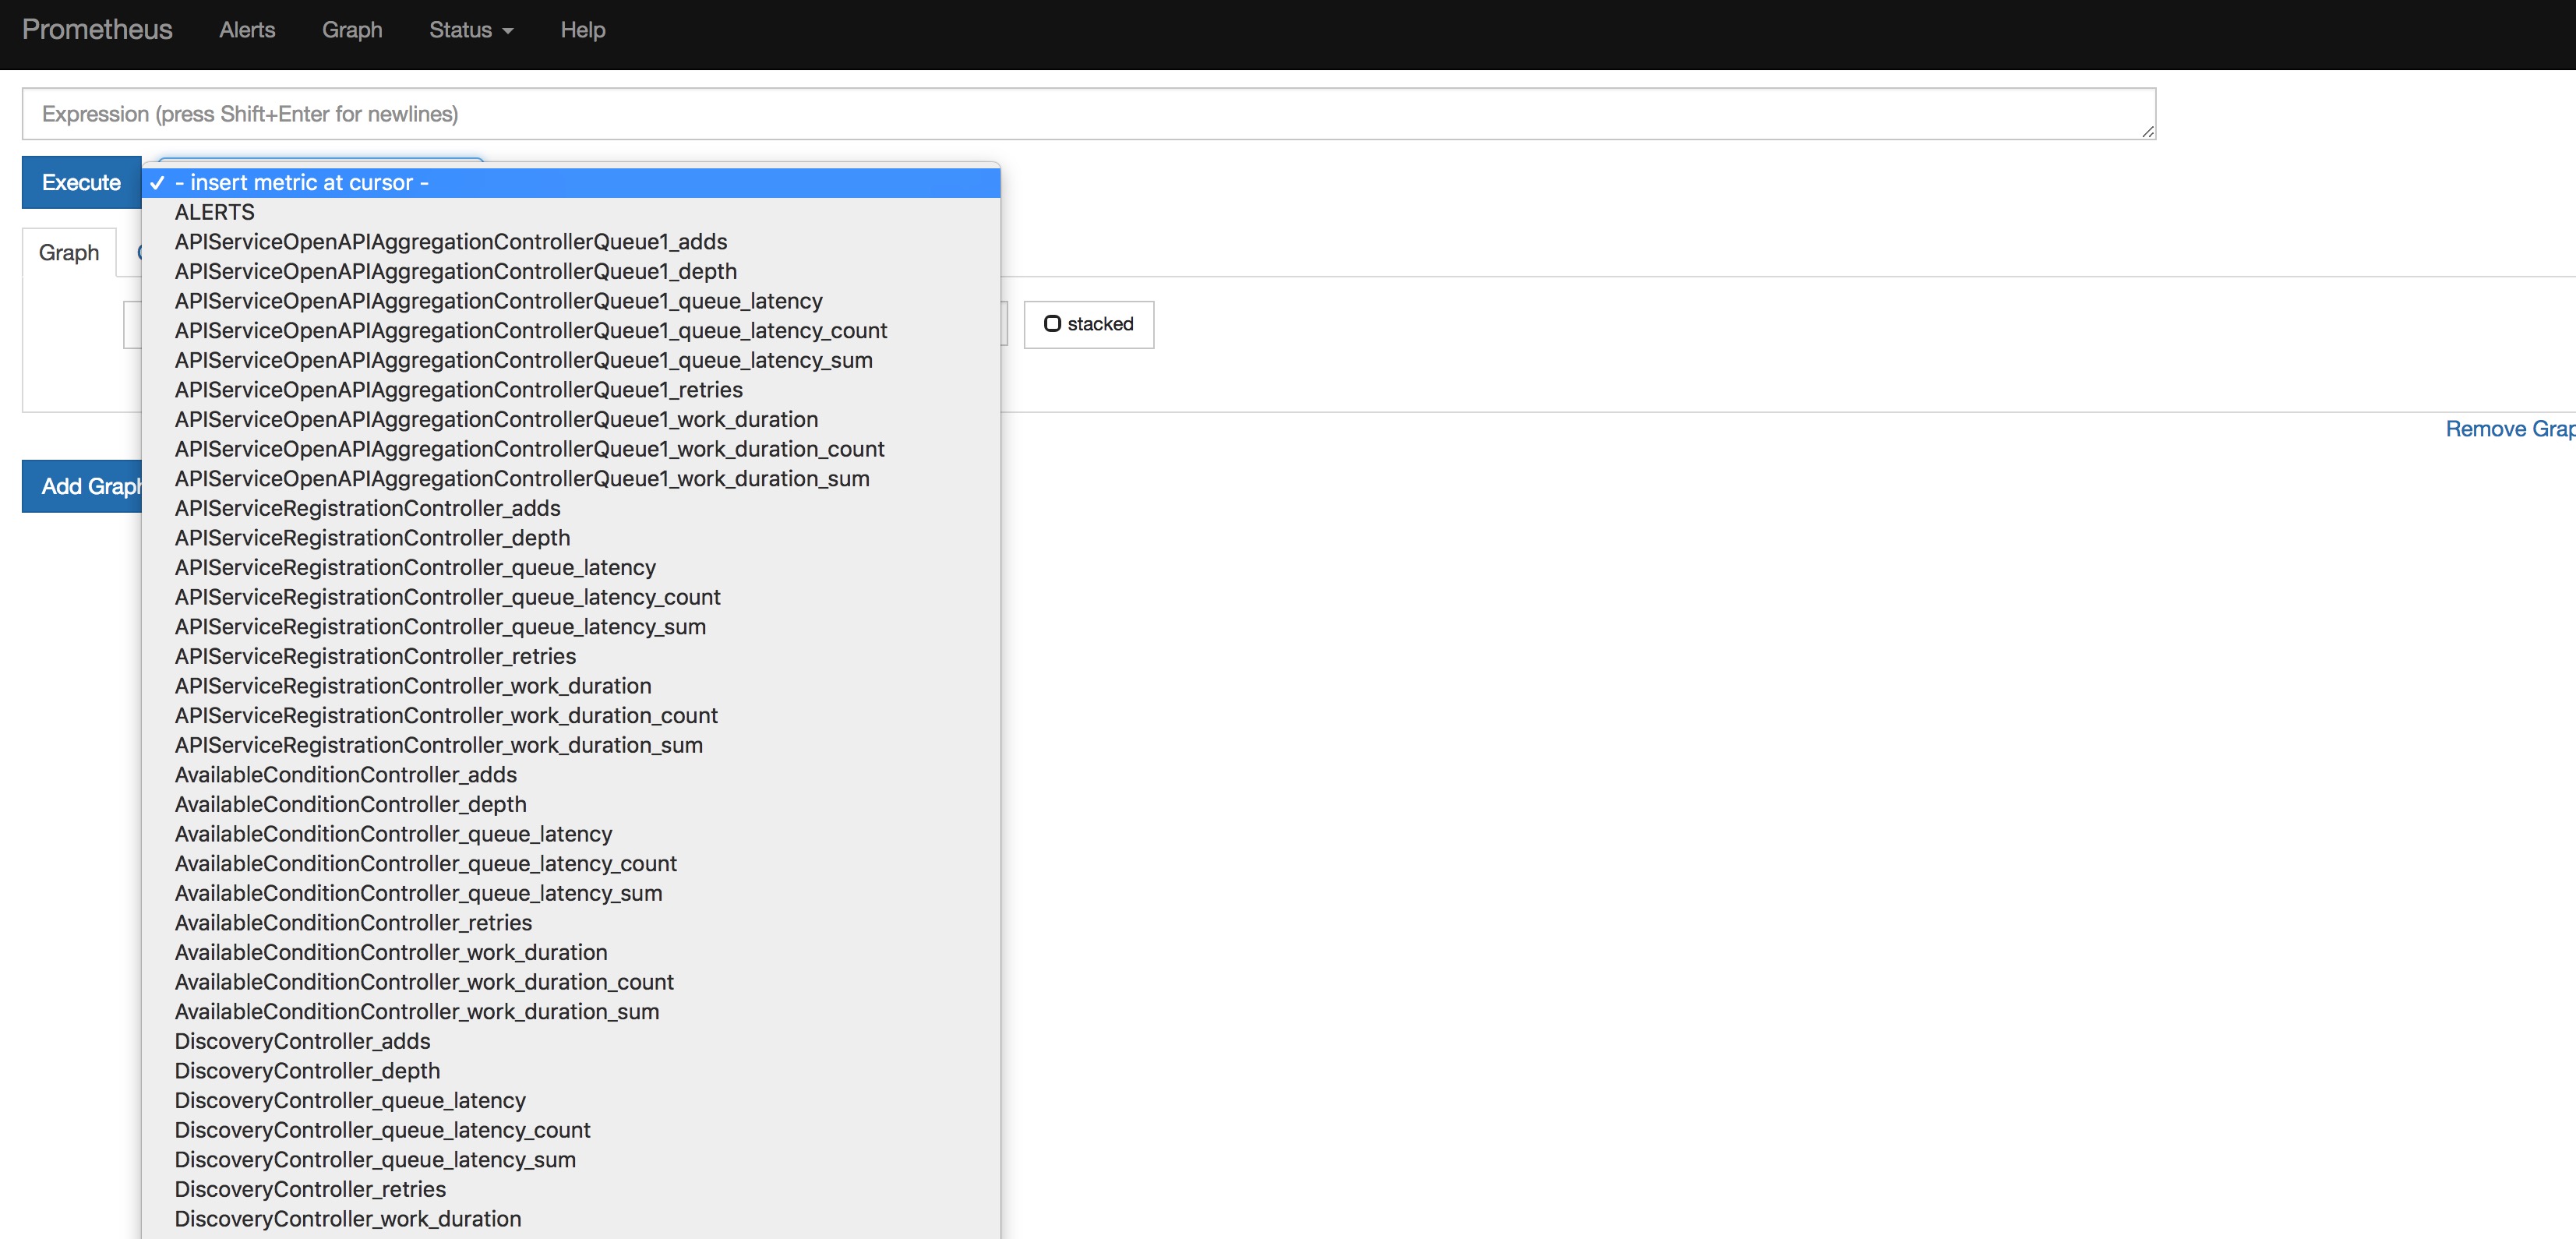 Prometheus Alerts Graph Status Help
Expression (press Shift+Enter for newlines)
Execute
✓ - insert metric at cursor -
ALERTS
APIServiceOpenAPIAggregationControllerQueue1_adds
APIServiceOpenAPIAggregationControllerQueue1_depth
APIServiceOpenAPIAggregationControllerQueue1_queue_latency
APIServiceOpenAPIAggregationControllerQueue1_queue_latency_count
APIServiceOpenAPIAggregationControllerQueue1_queue_latency_sum
APIServiceOpenAPIAggregationControllerQueue1_retries
APIServiceOpenAPIAggregationControllerQueue1_work_duration
APIServiceOpenAPIAggregationControllerQueue1_work_duration_count
APIServiceOpenAPIAggregationControllerQueue1_work_duration_sum
APIServiceRegistrationController_adds
APIServiceRegistrationController_depth
APIServiceRegistrationController_queue_latency
APIServiceRegistrationController_queue_latency_count
APIServiceRegistrationController_queue_latency_sum
APIServiceRegistrationController_retries
APIServiceRegistrationController_work_duration
APIServiceRegistrationController_work_duration_count
APIServiceRegistrationController_work_duration_sum
AvailableConditionController_adds
AvailableConditionController_depth
AvailableConditionController_queue_latency
AvailableConditionController_queue_latency_count
AvailableConditionController_queue_latency_sum
AvailableConditionController_retries
AvailableConditionController_work_duration
AvailableConditionController_work_duration_count
AvailableConditionController_work_duration_sum
DiscoveryController_adds
DiscoveryController_depth
DiscoveryController_queue_latency
DiscoveryController_queue_latency_count
DiscoveryController_queue_latency_sum
DiscoveryController_retries
DiscoveryController_work_duration
Graph
stacked
Remove Grap
Add Graph